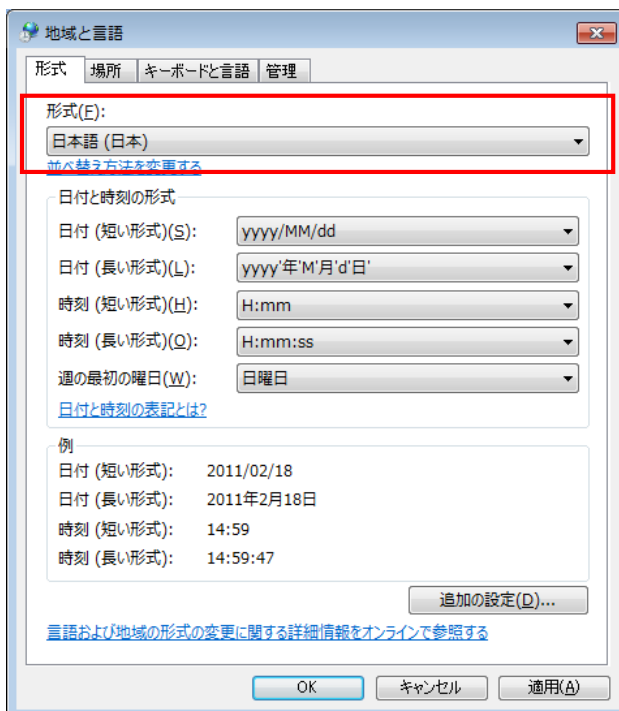 地域と言語
形式 場所 キーボードと言語 管理
形式(F):
日本語 (日本)
並べ替え方法を変更する
日付と時刻の形式
日付 (短い形式)(S): yyyy/MM/dd
日付 (長い形式)(L): yyyy'年'M'月'd'日'
時刻 (短い形式)(H): H:mm
時刻 (長い形式)(O): H:mm:ss
週の最初の曜日(W): 日曜日
日付と時刻の表記とは?
例
日付 (短い形式): 2011/02/18
日付 (長い形式): 2011年2月18日
時刻 (短い形式): 14:59
時刻 (長い形式): 14:59:47
追加の設定(D)...
言語および地域の形式の変更に関する詳細情報をオンラインで参照する
OK キャンセル 適用(A)